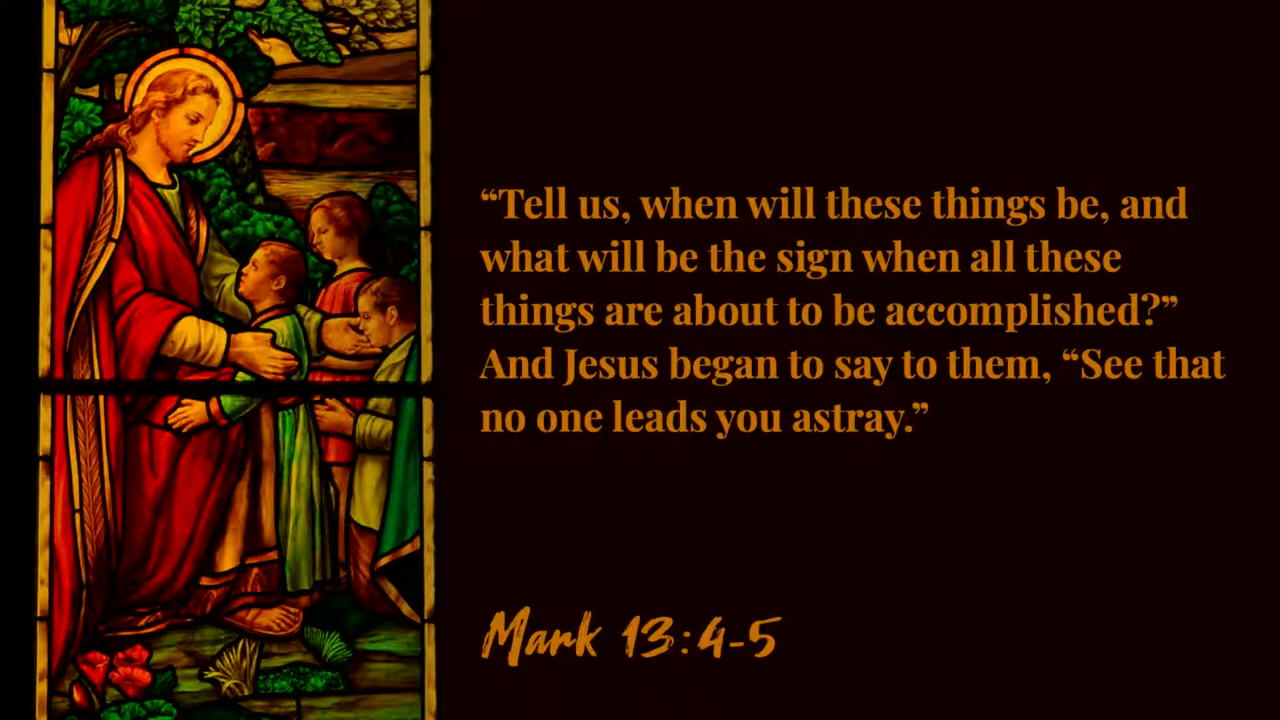 “Tell us, when will these things be, and
what will be the sign when all these
things are about to be accomplished?”
And Jesus began to say to them, “See that
no one leads you astray.”
Mark 13:4-5